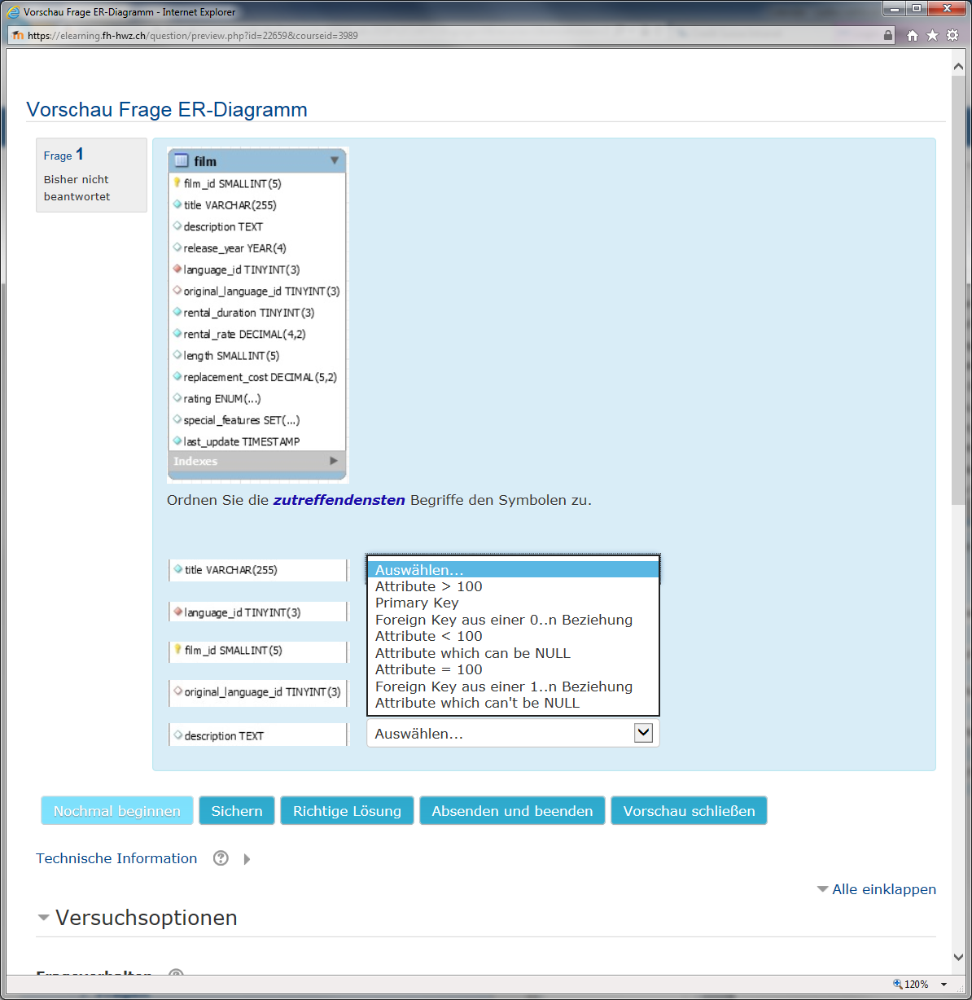 Vorschau Frage ER-Diagramm - Internet Explorer
https://elearning.fh-hwz.ch/question/preview.php?id=22659&courseid=3989
Vorschau Frage ER-Diagramm
Frage 1
Bisher nicht
beantwortet
film
film_id SMALLINT(5)
title VARCHAR(255)
description TEXT
release_year YEAR(4)
language_id TINYINT(3)
original_language_id TINYINT(3)
rental_duration TINYINT(3)
rental_rate DECIMAL(4,2)
length SMALLINT(5)
replacement_cost DECIMAL(5,2)
rating ENUM(...)
special_features SET(...)
last_update TIMESTAMP
Indexes
Ordnen Sie die zutreffendensten Begriffe den Symbolen zu.
title VARCHAR(255)
language_id TINYINT(3)
film_id SMALLINT(5)
original_language_id TINYINT(3)
description TEXT
Auswählen...
Attribute > 100
Primary Key
Foreign Key aus einer 0..n Beziehung
Attribute < 100
Attribute which can be NULL
Attribute = 100
Foreign Key aus einer 1..n Beziehung
Attribute which can't be NULL
Auswählen...
Nochmal beginnen
Sichern
Richtige Lösung
Absenden und beenden
Vorschau schließen
Technische Information
Alle einklappen
Versuchsoptionen
120%